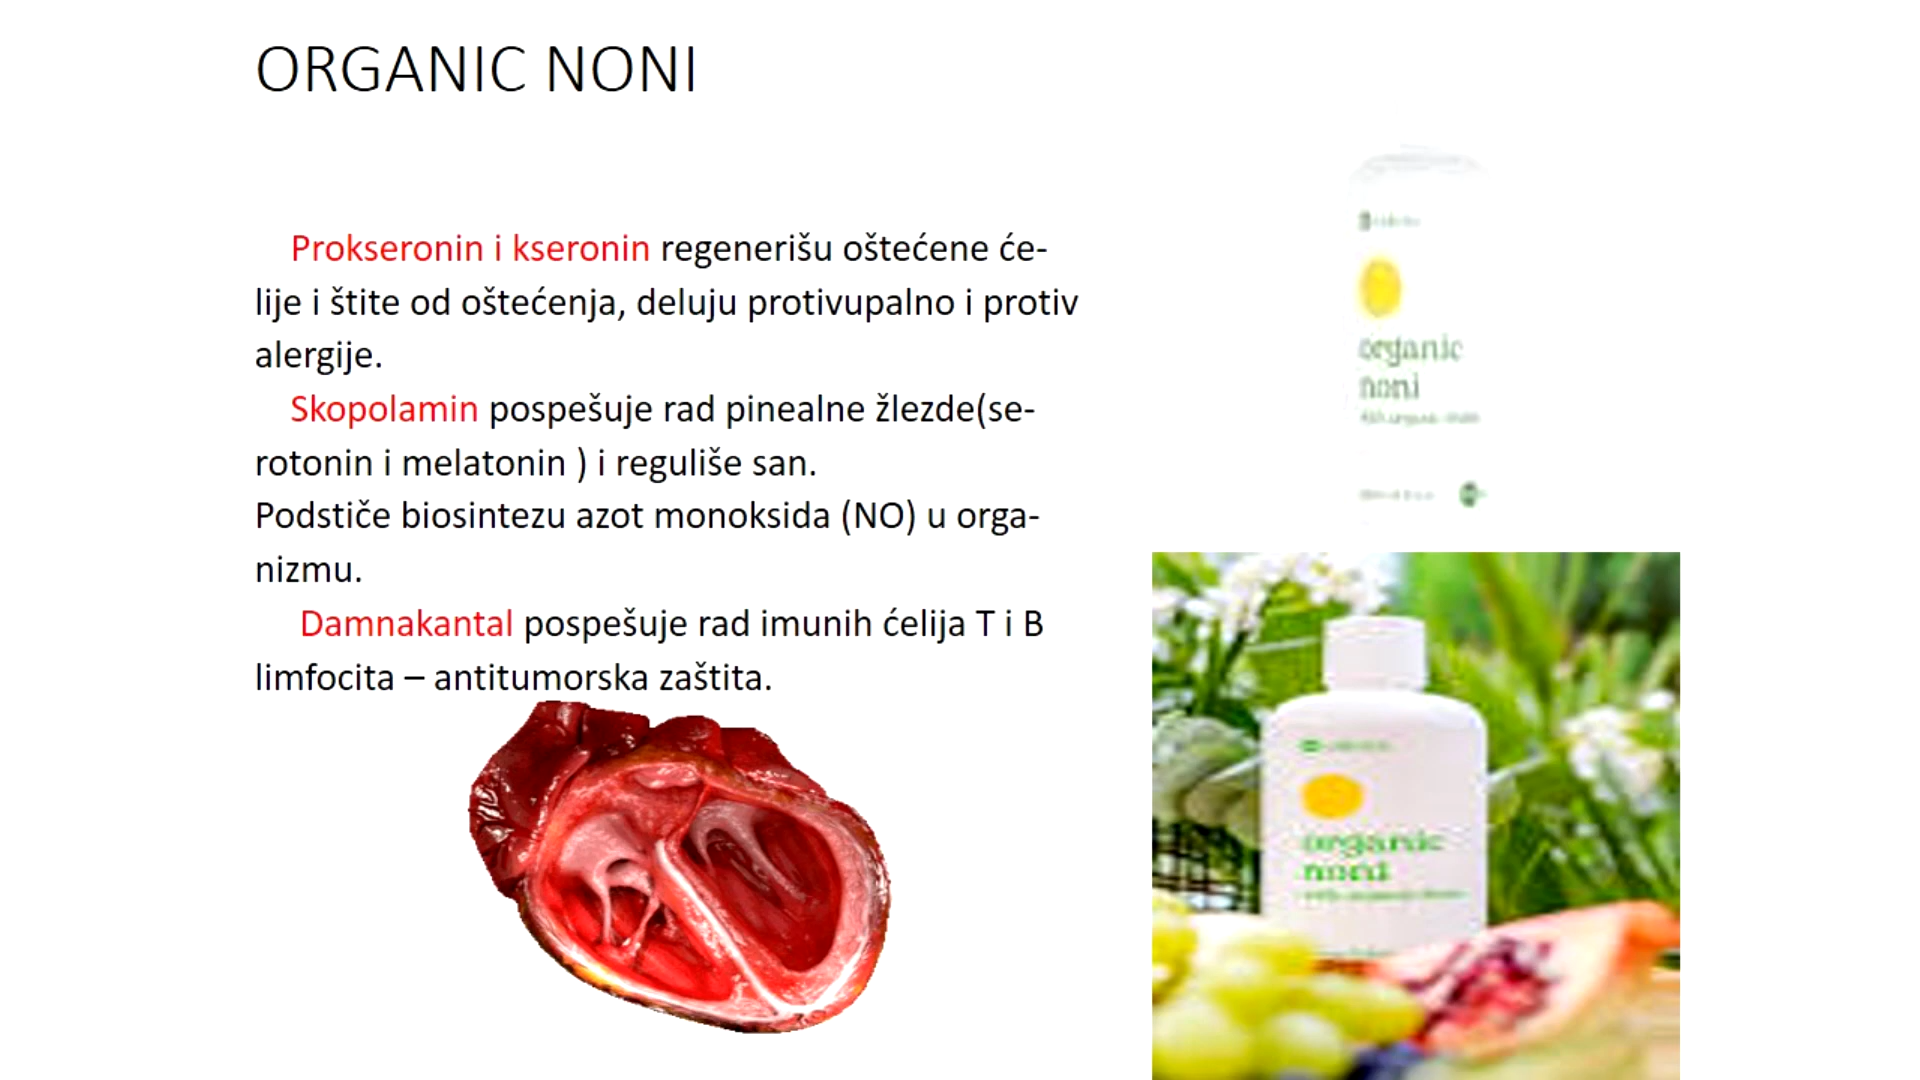 ORGANIC NONI
Prokseronin i kseronin regenerišu oštećene će-
lije i štite od oštećenja, deluju protivupalno i protiv
alergije.
Skopolamin pospešuje rad pinealne žlezde(se-
rotonin i melatonin ) i reguliše san.
Podstiče biosintezu azot monoksida (NO) u orga-
nizmu.
Damnakantal pospešuje rad imunih ćelija T i B
limfocita – antitumorska zaštita.
organic
noni
organic
noni